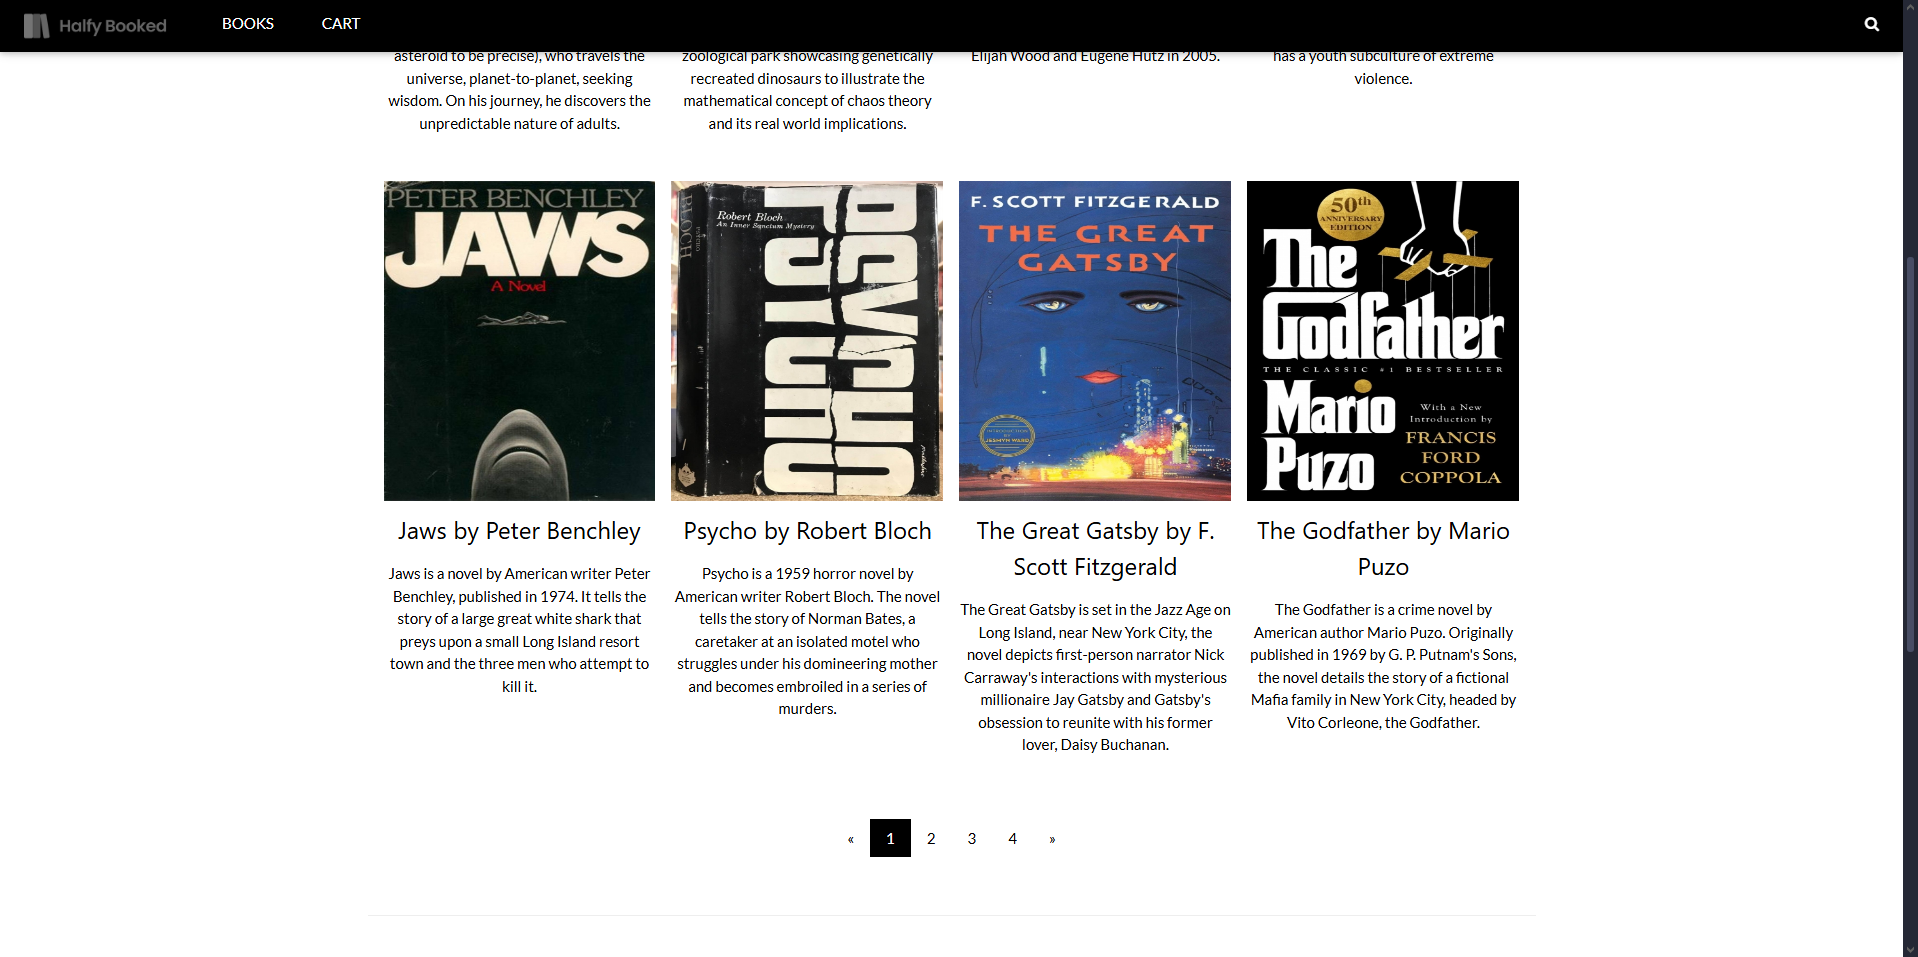 Halfy Booked
BOOKS
CART
asteroid to be precise), who travels the
universe, planet-to-planet, seeking
wisdom. On his journey, he discovers the
unpredictable nature of adults.
zoological park showcasing genetically
recreated dinosaurs to illustrate the
mathematical concept of chaos theory
and its real world implications.
Elijah Wood and Eugene Hutz in 2005.
has a youth subculture of extreme
violence.
PETER BENCHLEY
JAWS
A Novel
BLOCH
PSYCHO
Robert Bloch
An Inner Sanctum Mystery
PSYCHO
F. SCOTT FITZGERALD
THE GREAT
GATSBY
INTRODUCTION
BY
JESMYN WARD
50th
ANNIVERSARY
EDITION
The
Godfather
THE CLASSIC #1 BESTSELLER
Mario
Puzo
With a New
Introduction by
FRANCIS
FORD
COPPOLA
Jaws by Peter Benchley
Jaws is a novel by American writer Peter
Benchley, published in 1974. It tells the
story of a large great white shark that
preys upon a small Long Island resort
town and the three men who attempt to
kill it.
Psycho by Robert Bloch
Psycho is a 1959 horror novel by
American writer Robert Bloch. The novel
tells the story of Norman Bates, a
caretaker at an isolated motel who
struggles under his domineering mother
and becomes embroiled in a series of
murders.
The Great Gatsby by F.
Scott Fitzgerald
The Great Gatsby is set in the Jazz Age on
Long Island, near New York City, the
novel depicts first-person narrator Nick
Carraway's interactions with mysterious
millionaire Jay Gatsby and Gatsby's
obsession to reunite with his former
lover, Daisy Buchanan.
The Godfather by Mario
Puzo
The Godfather is a crime novel by
American author Mario Puzo. Originally
published in 1969 by G. P. Putnam's Sons,
the novel details the story of a fictional
Mafia family in New York City, headed by
Vito Corleone, the Godfather.
« 1 2 3 4 »